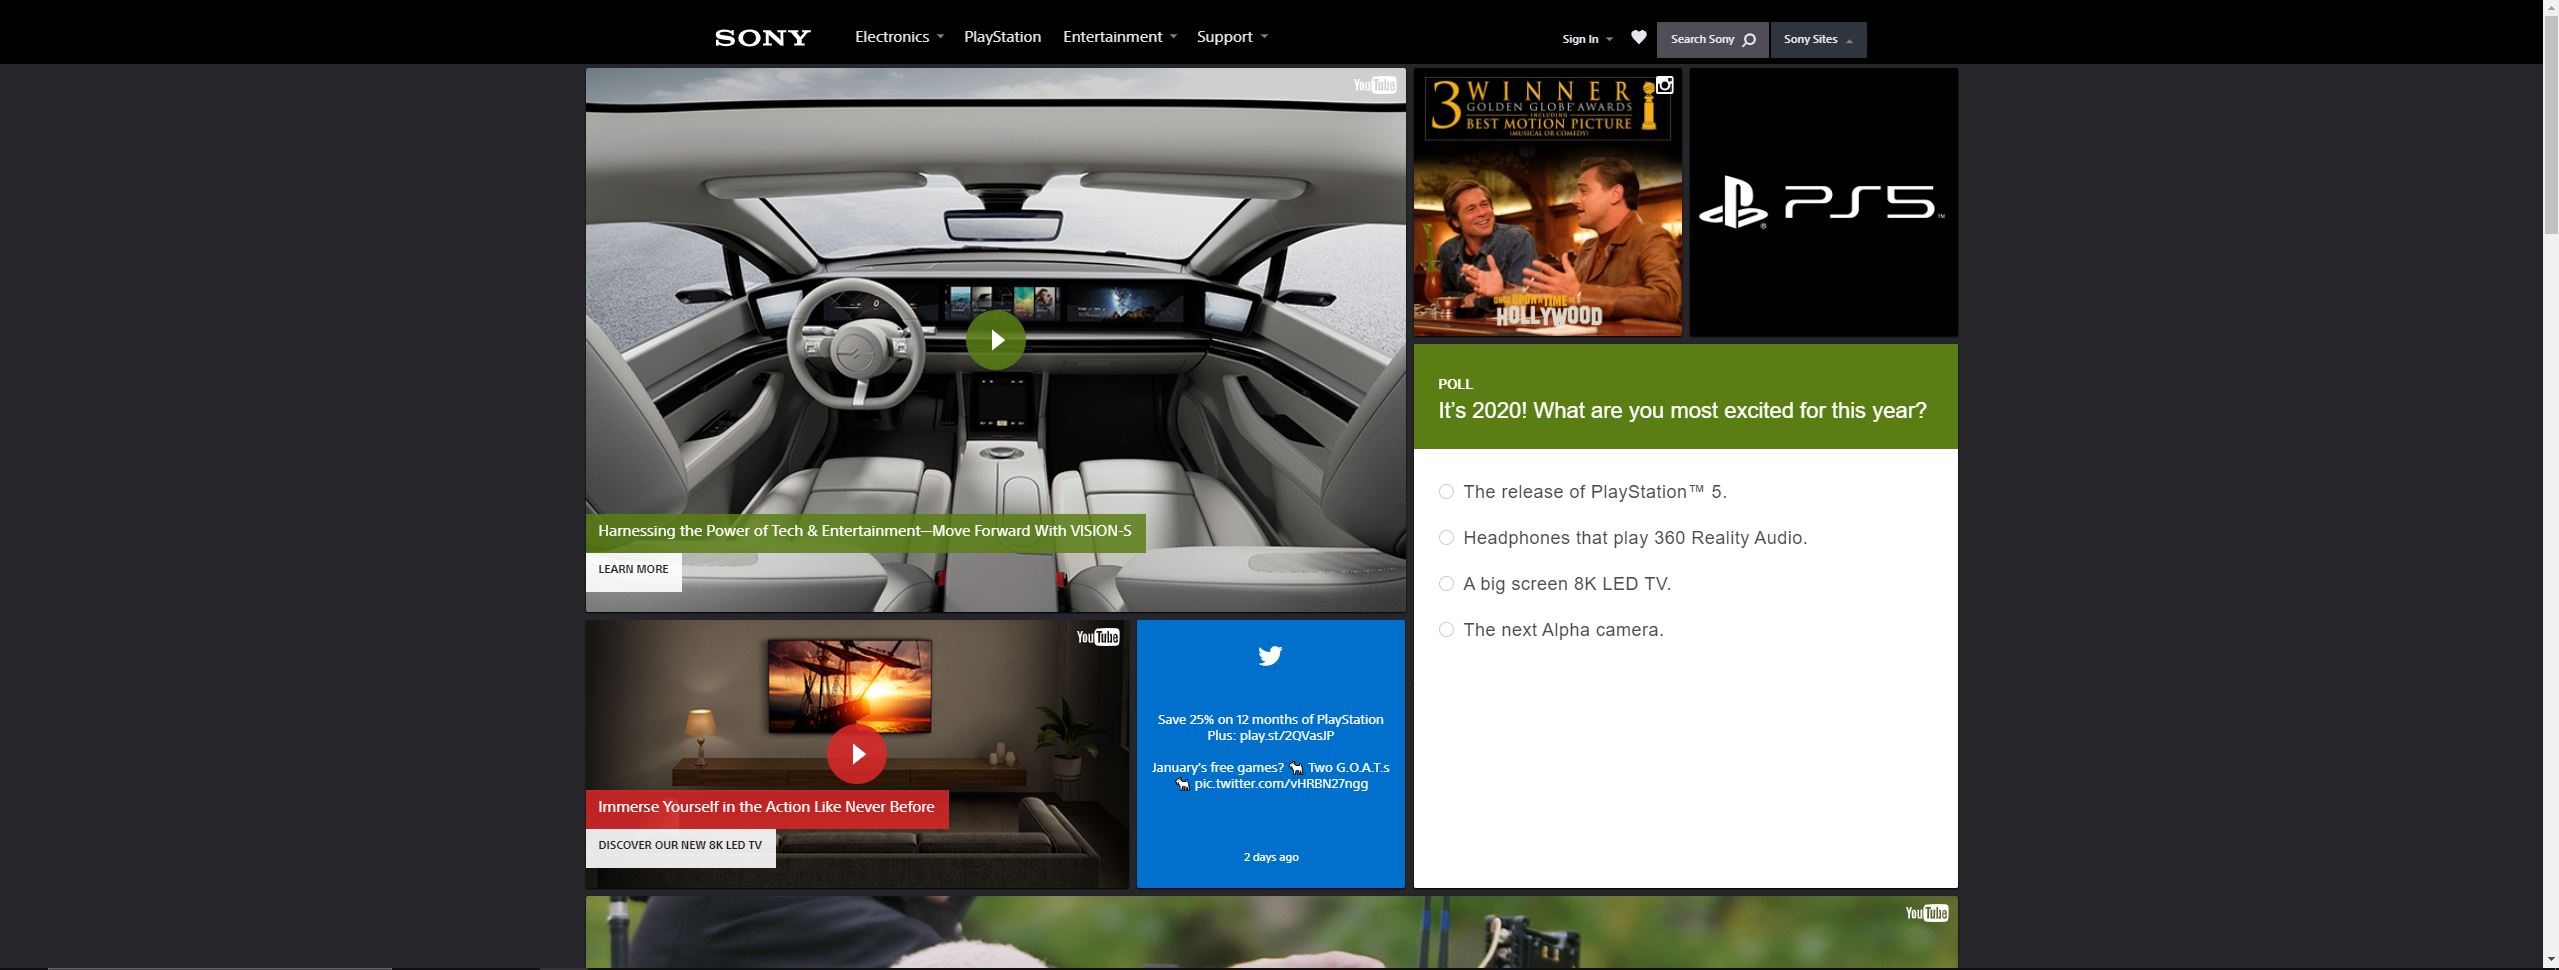 SONY
Electronics
PlayStation
Entertainment
Support
Sign In
Search Sony
Sony Sites
YouTube
3 WINNER
GOLDEN GLOBE AWARDS
INCLUDING
BEST MOTION PICTURE
(MUSICAL OR COMEDY)
ONCE UPON A TIME IN
HOLLYWOOD
PS5™
Harnessing the Power of Tech & Entertainment—Move Forward With VISION-S
LEARN MORE
POLL
It’s 2020! What are you most excited for this year?
The release of PlayStation™ 5.
Headphones that play 360 Reality Audio.
A big screen 8K LED TV.
The next Alpha camera.
YouTube
Immerse Yourself in the Action Like Never Before
DISCOVER OUR NEW 8K LED TV
Save 25% on 12 months of PlayStation
Plus: play.st/2QVasJP
January's free games? 🐐 Two G.O.A.T.s
🐐 pic.twitter.com/vHRBN27ngg
2 days ago
YouTube